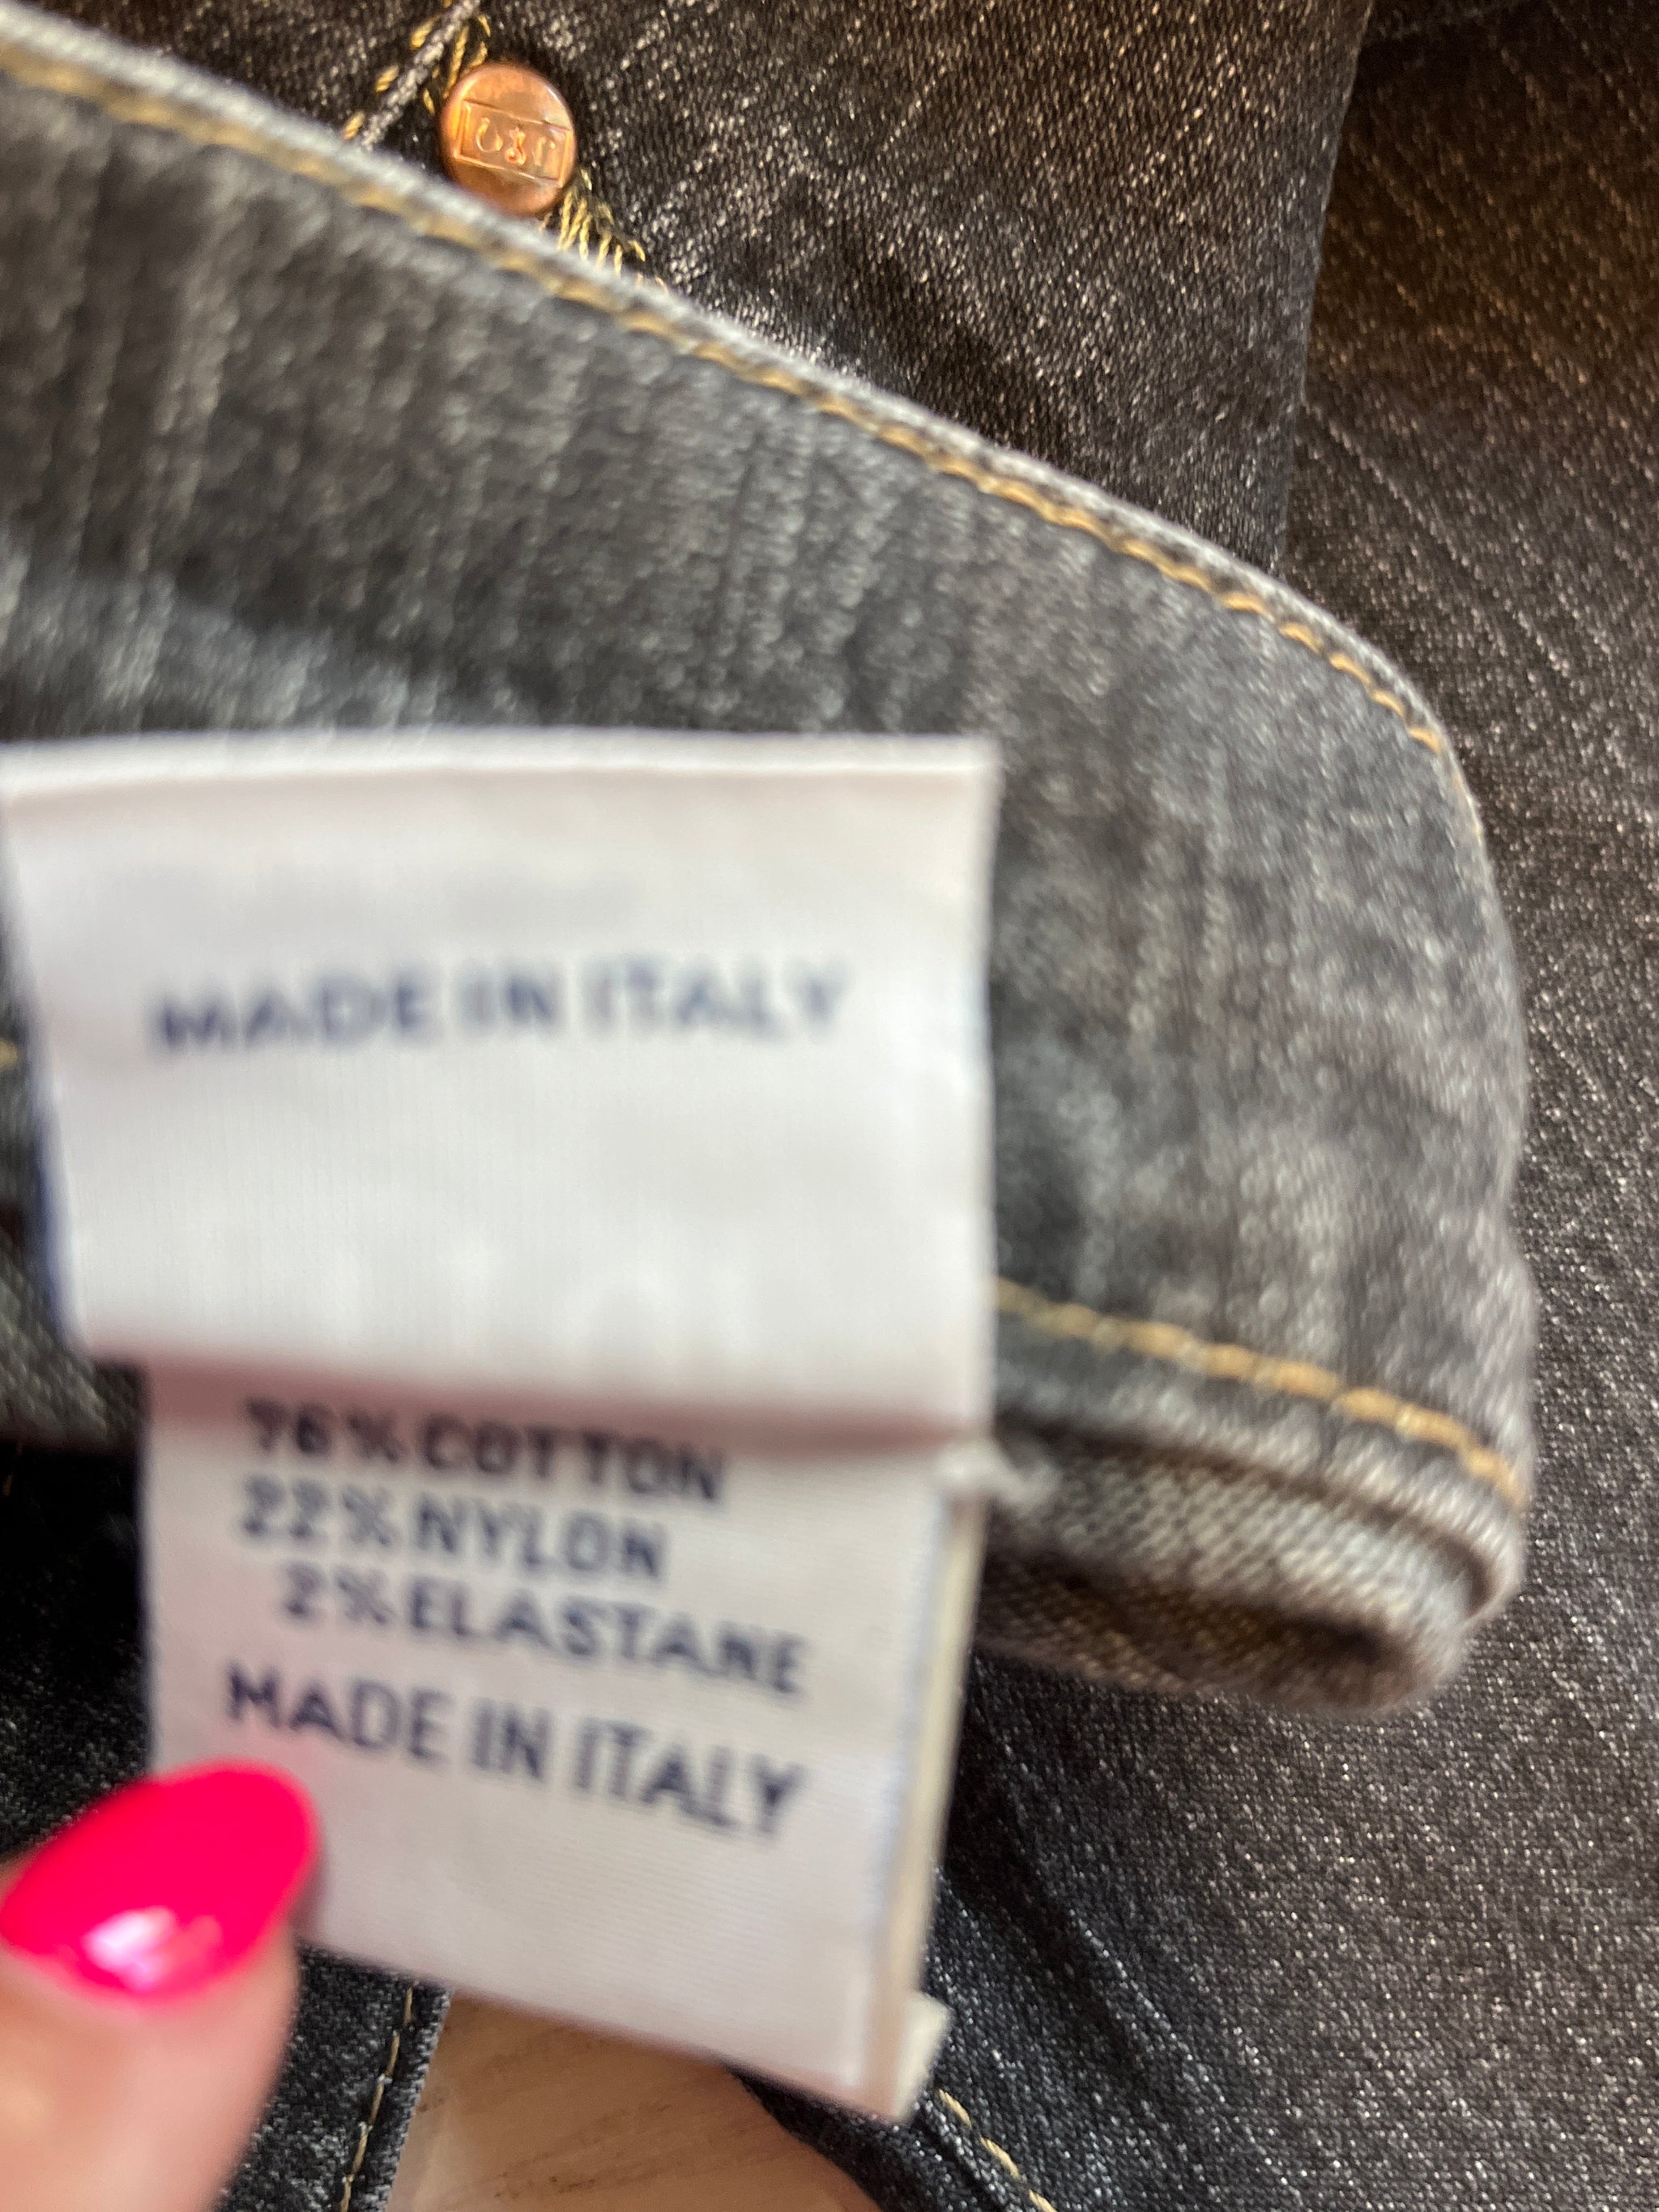 MADE IN ITALY
76% COTTON
22% NYLON
2% ELASTANE
MADE IN ITALY